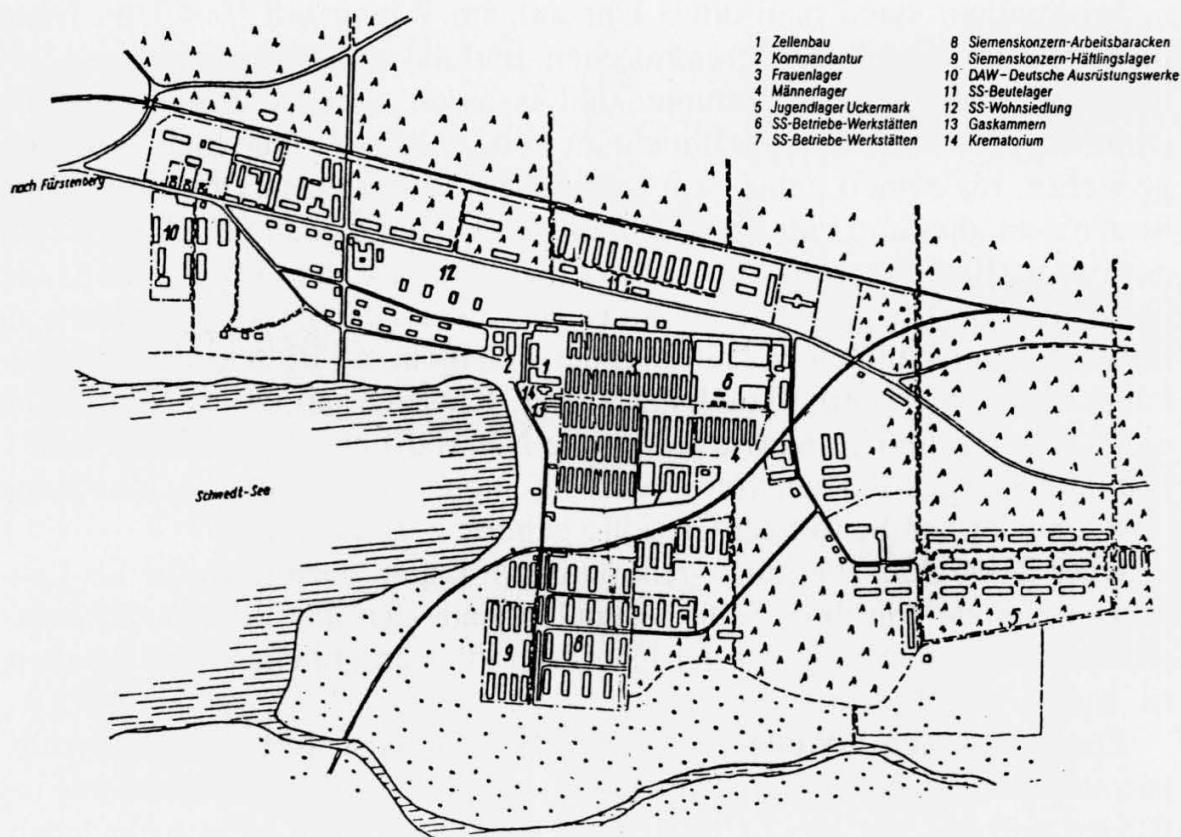 1 Zellenbau
2 Kommandantur
3 Frauenlager
4 Männerlager
5 Jugendlager Uckermark
6 SS-Betriebe-Werkstätten
SS-Betriebe-Werkstätten
8 Siemenskonzern-Arbeitsbaracken
9 Siemenskonzern-Häftlingslager
10 DAW-Deutsche Ausrüstungswerke
11 SS-Beutelager
12 SS-Wohnsiedlung
13 Gaskammern
14 Krematorium
nach Fürstenberg
10
12
11
2
1
3
6
14
4
7
Schwedt-See
8
9
5